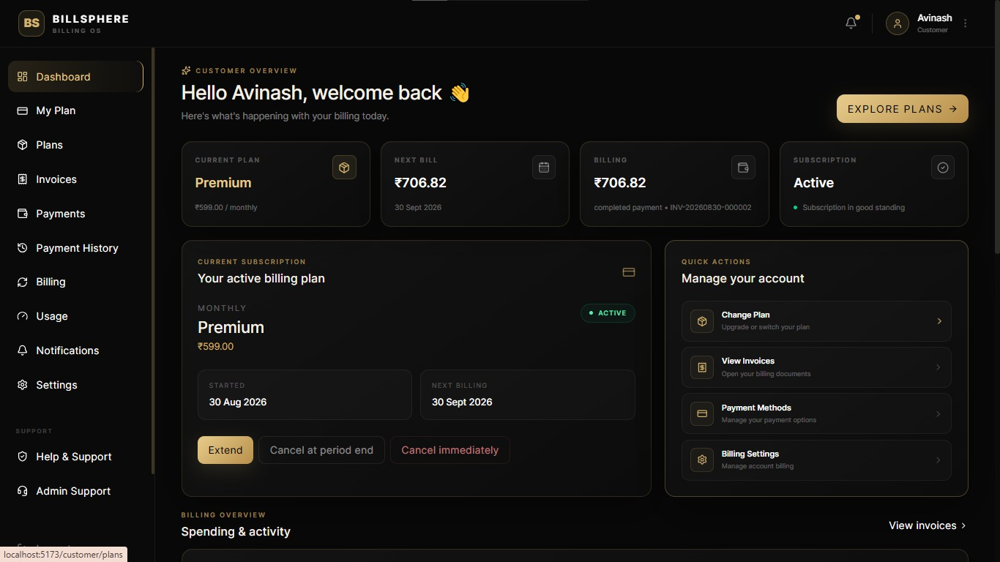 BS
BILLSPHERE
BILLING OS
Avinash
Customer
Dashboard
My Plan
Plans
Invoices
Payments
Payment History
Billing
Usage
Notifications
Settings
SUPPORT
Help & Support
Admin Support
localhost:5173/customer/plans
CUSTOMER OVERVIEW
Hello Avinash, welcome back 👋
Here's what's happening with your billing today.
EXPLORE PLANS →
CURRENT PLAN
Premium
₹599.00 / monthly
NEXT BILL
₹706.82
30 Sept 2026
BILLING
₹706.82
completed payment • INV-20260830-000002
SUBSCRIPTION
Active
Subscription in good standing
CURRENT SUBSCRIPTION
Your active billing plan
MONTHLY
Premium
₹599.00
ACTIVE
STARTED
30 Aug 2026
NEXT BILLING
30 Sept 2026
Extend
Cancel at period end
Cancel immediately
QUICK ACTIONS
Manage your account
Change Plan
Upgrade or switch your plan
View Invoices
Open your billing documents
Payment Methods
Manage your payment options
Billing Settings
Manage account billing
BILLING OVERVIEW
Spending & activity
View invoices